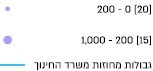 [20] 200 - 0
[15] 1,000 - 200
גבולות מחוזות משרד החינוך